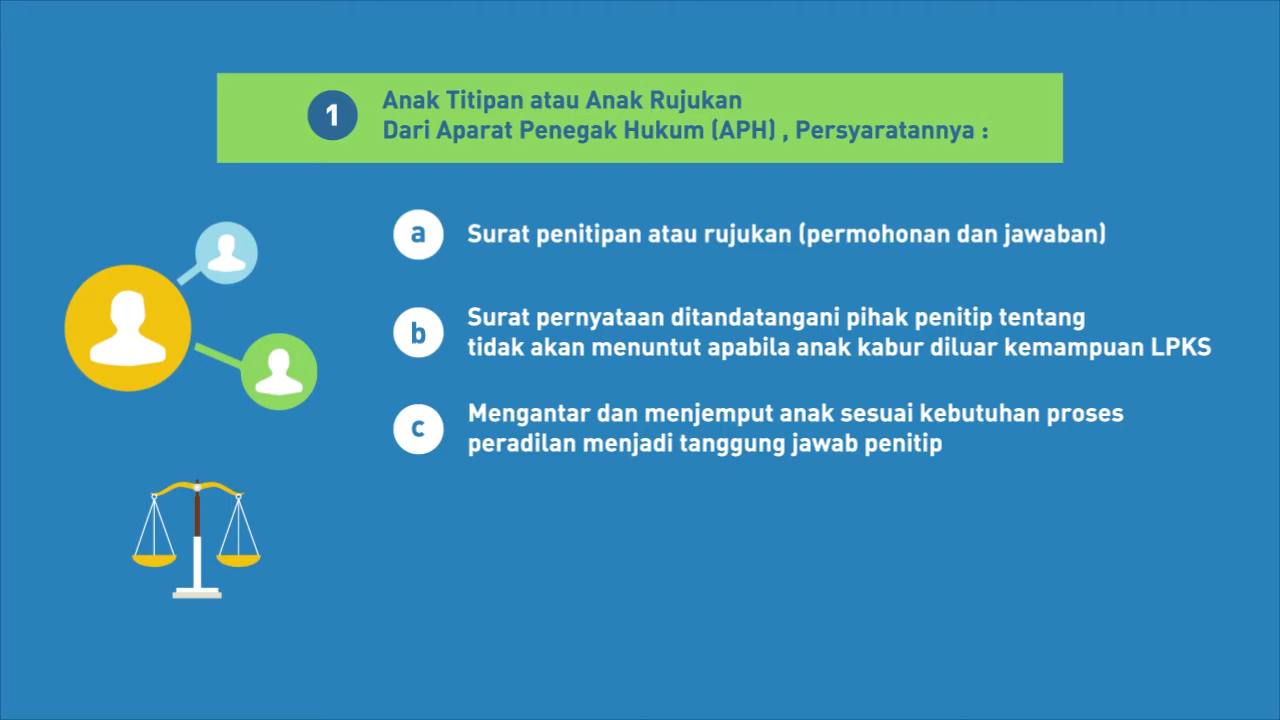 1
Anak Titipan atau Anak Rujukan
Dari Aparat Penegak Hukum (APH) , Persyaratannya :
a
Surat penitipan atau rujukan (permohonan dan jawaban)
b
Surat pernyataan ditandatangani pihak penitip tentang
tidak akan menuntut apabila anak kabur diluar kemampuan LPKS
c
Mengantar dan menjemput anak sesuai kebutuhan proses
peradilan menjadi tanggung jawab penitip